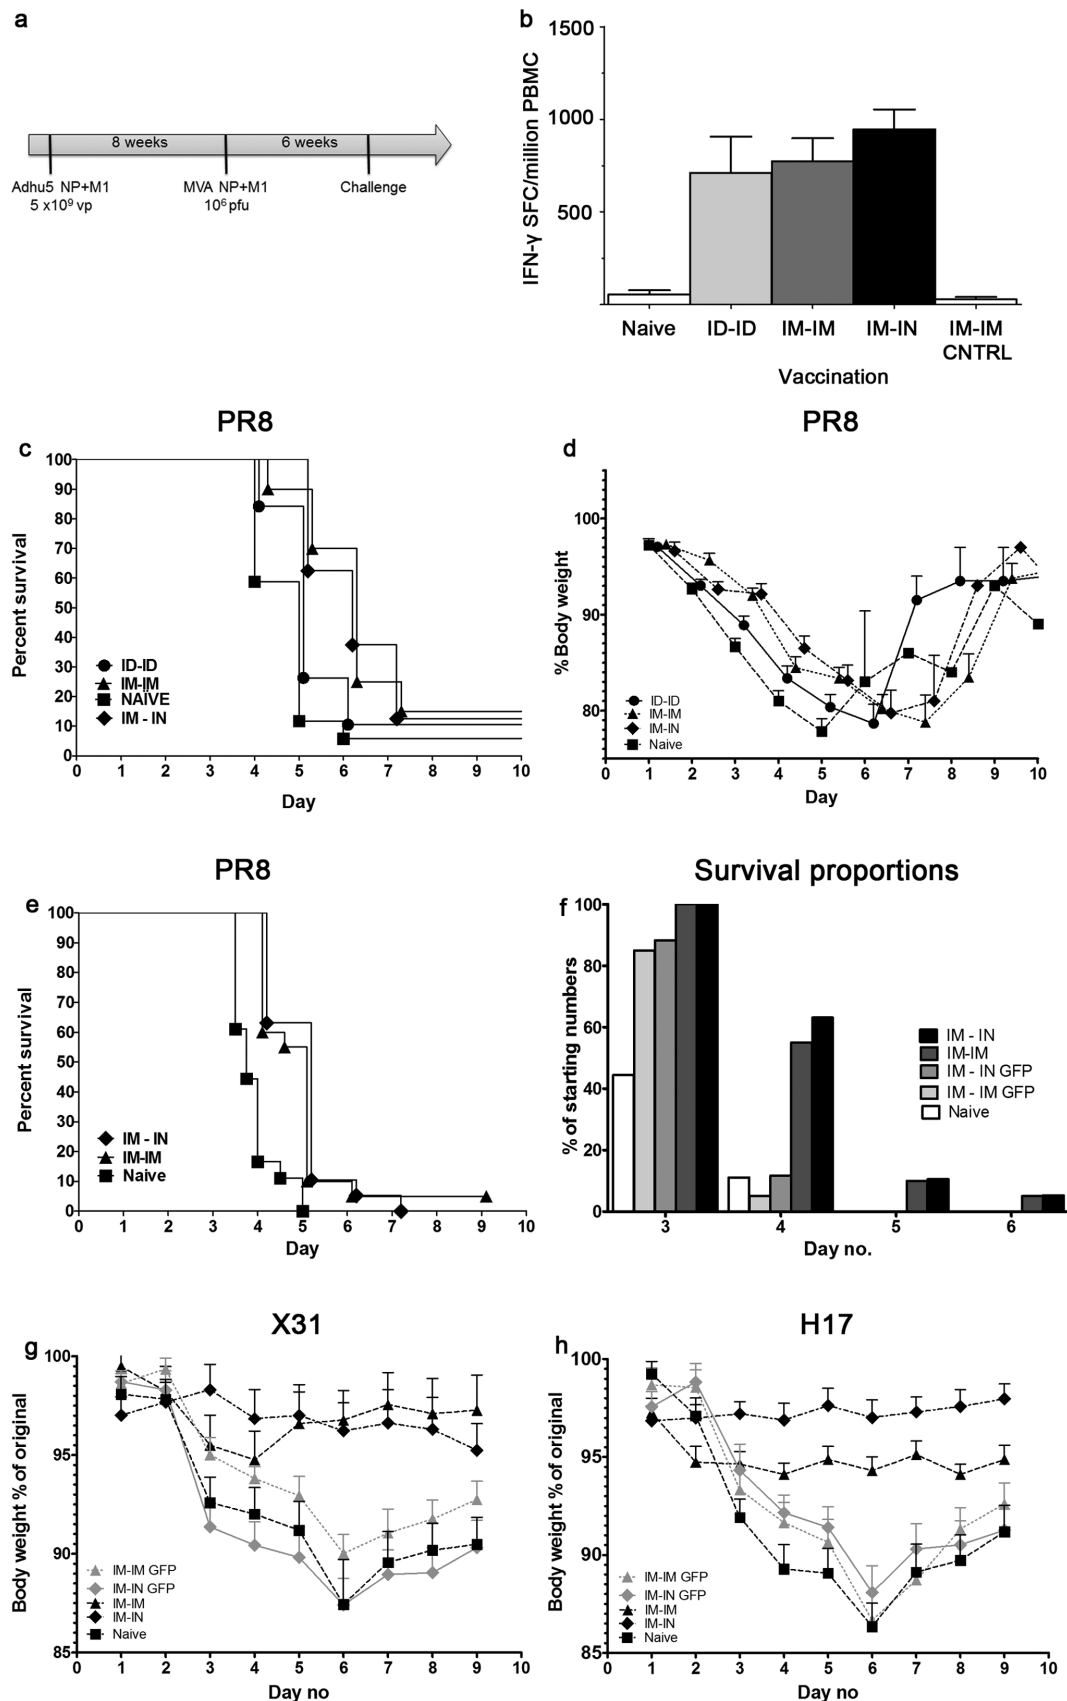 a
8 weeks
6 weeks
Adhu5 NP+M1
5 x10⁹ vp
MVA NP+M1
10⁶ pfu
Challenge
b
IFN-γ SFC/million PBMC
1500
1000
500
Naive
ID-ID
IM-IM
IM-IN
IM-IM
CNTRL
Vaccination
PR8
c
Percent survival
100
90
80
70
60
50
40
30
20
10
0
ID-ID
IM-IM
NAÏVE
IM - IN
0 1 2 3 4 5 6 7 8 9 10
Day
PR8
d
% Body weight
100
90
80
ID-ID
IM-IM
IM-IN
Naive
0 1 2 3 4 5 6 7 8 9 10
Day
PR8
e
Percent survival
100
90
80
70
60
50
40
30
20
10
0
IM - IN
IM-IM
Naive
0 1 2 3 4 5 6 7 8 9 10
Day
Survival proportions
f
% of starting numbers
100
80
60
40
20
0
IM - IN
IM-IM
IM - IN GFP
IM - IM GFP
Naive
3 4 5 6
Day no.
X31
g
Body weight % of original
100
95
90
85
IM-IM GFP
IM-IN GFP
IM-IM
IM-IN
Naive
0 1 2 3 4 5 6 7 8 9 10
Day no
H17
h
Body weight % of original
100
95
90
85
IM-IM GFP
IM-IN GFP
IM-IM
IM-IN
Naive
0 1 2 3 4 5 6 7 8 9 10
Day no